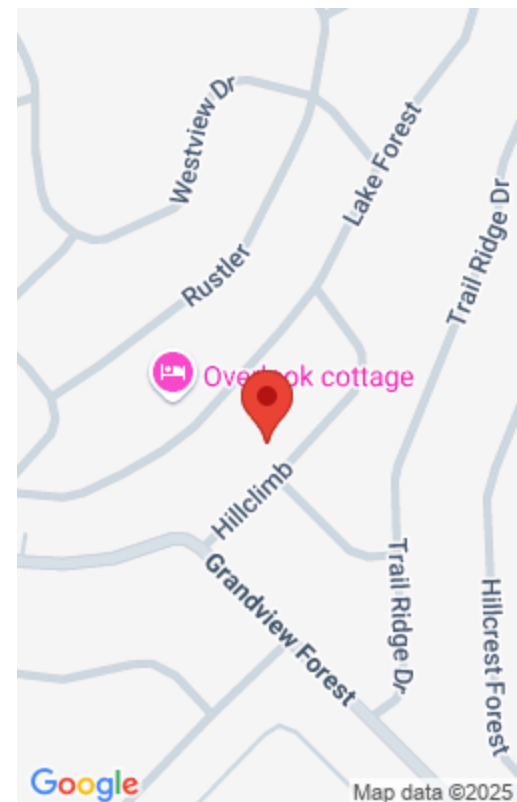 Westview Dr
Lake Forest
Trail Ridge Dr
Rustler
Overlook cottage
Hillclimb
Grandview Forest
Trail Ridge Dr
Hillcrest Forest
Google
Map data ©2025